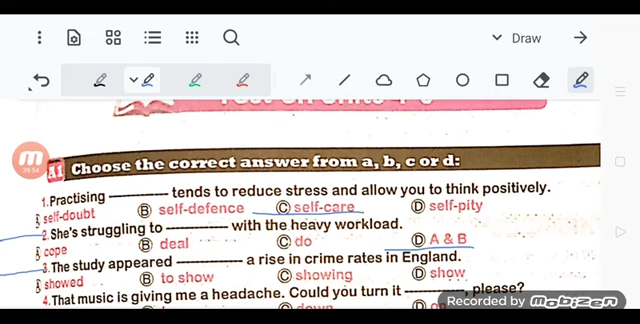 Draw
39:54
A1 Choose the correct answer from a, b, c or d:
1.Practising ———— tends to reduce stress and allow you to think positively.
self-doubt B self-defence C self-care D self-pity
2.She's struggling to ———— with the heavy workload.
cope B deal C do D A & B
3.The study appeared ———— a rise in crime rates in England.
showed B to show C showing D show
4.That music is giving me a headache. Could you turn it ————, please?
Recorded by Mobizen